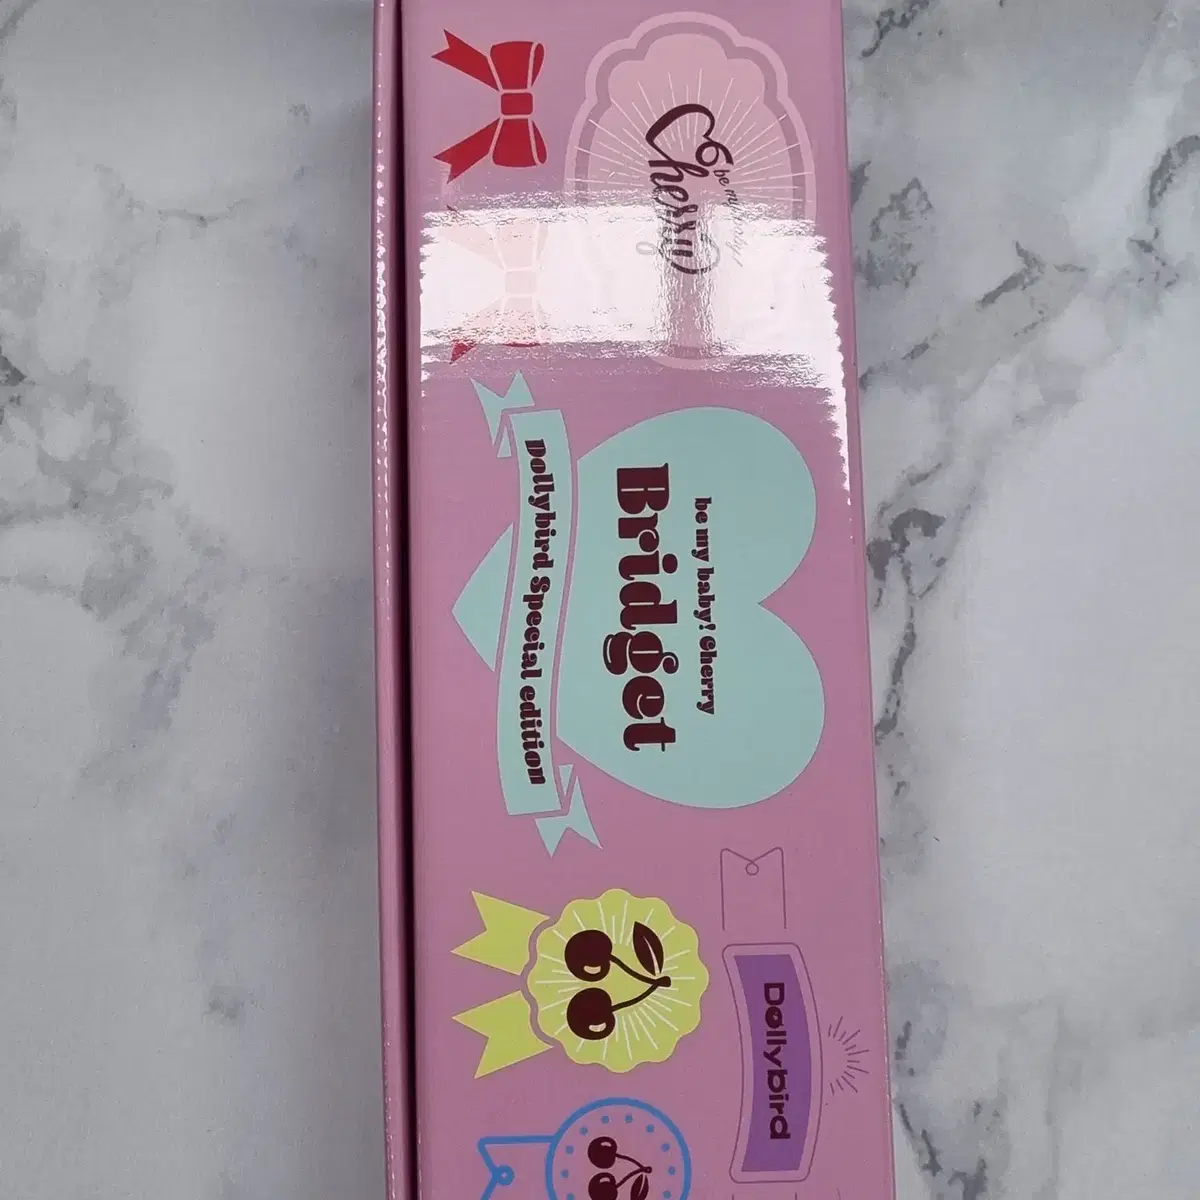 be my baby!
Cherry
be my baby! Cherry
Bridget
Dollybird Special edition
Dollybird